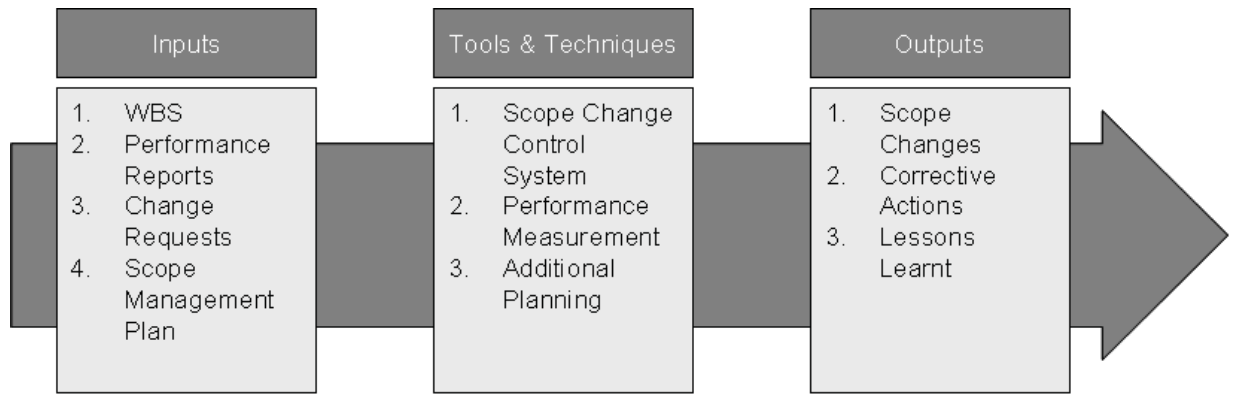 Inputs
1. WBS
2. Performance
Reports
3. Change
Requests
4. Scope
Management
Plan
Tools & Techniques
1. Scope Change
Control
System
2. Performance
Measurement
3. Additional
Planning
Outputs
1. Scope
Changes
2. Corrective
Actions
3. Lessons
Learnt